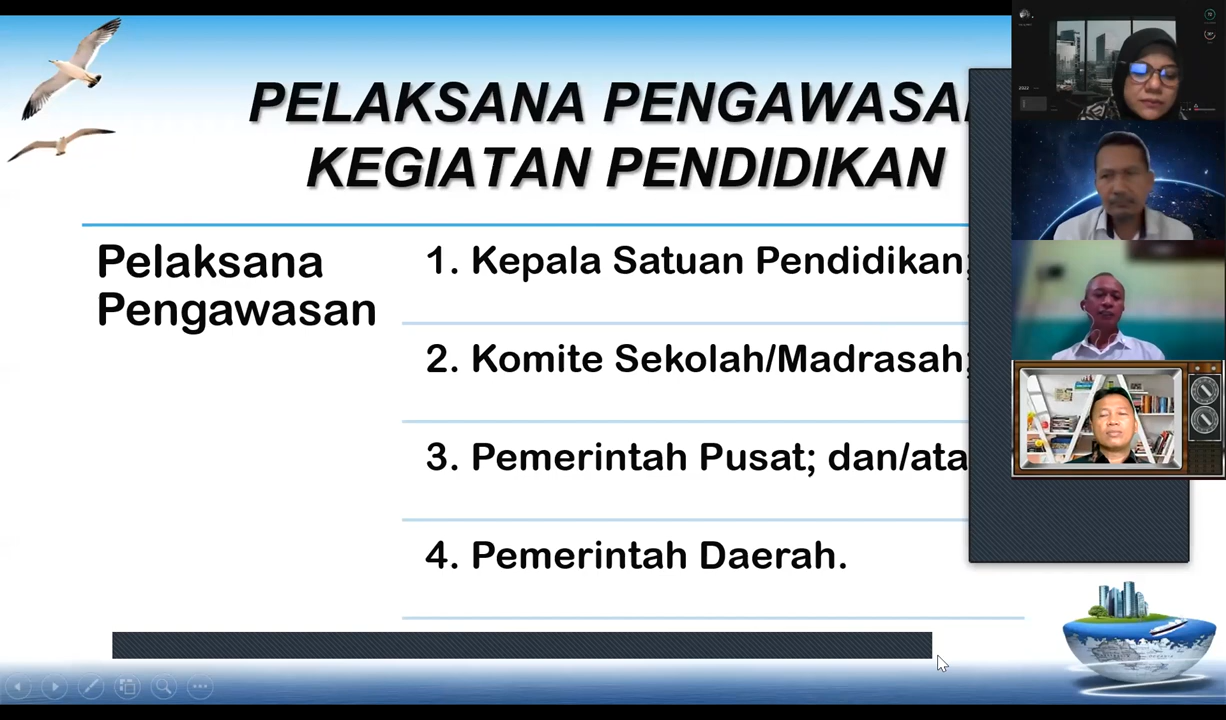 PELAKSANA PENGAWASA
KEGIATAN PENDIDIKAN
Pelaksana
Pengawasan
1. Kepala Satuan Pendidikan;
2. Komite Sekolah/Madrasah;
3. Pemerintah Pusat; dan/ata
4. Pemerintah Daerah.
2022